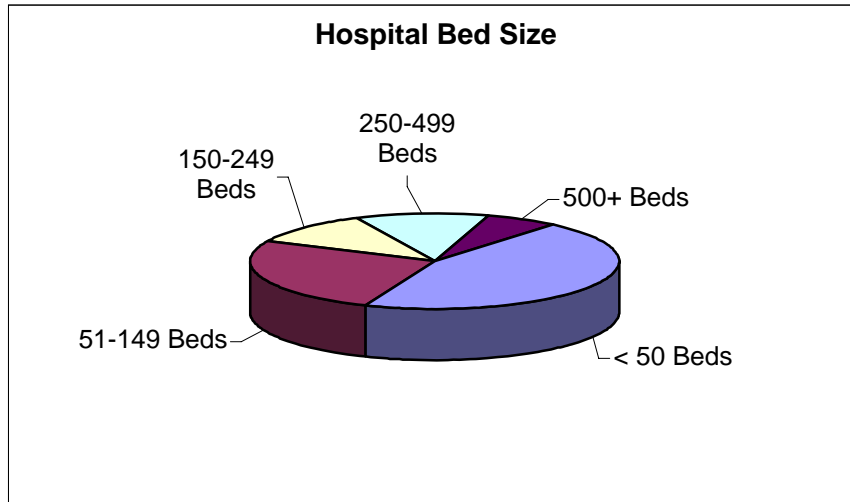 Hospital Bed Size
250-499
Beds
150-249
Beds
500+ Beds
51-149 Beds
< 50 Beds